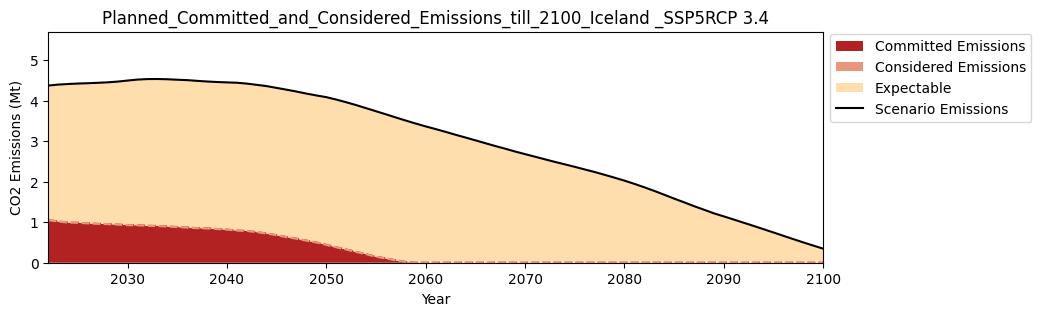 Planned_Committed_and_Considered_Emissions_till_2100_Iceland _SSP5RCP 3.4
CO2 Emissions (Mt)
5
4
3
2
1
0
2030 2040 2050 2060 2070 2080 2090 2100
Year
Committed Emissions
Considered Emissions
Expectable
Scenario Emissions